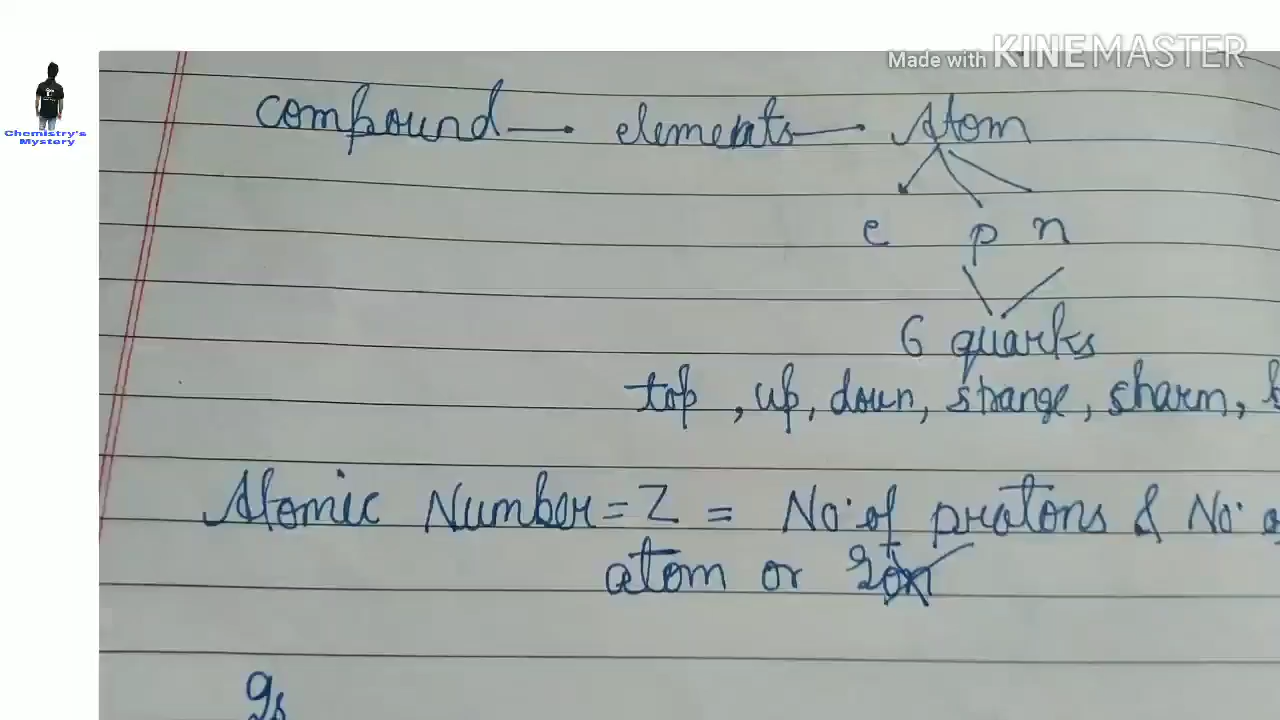 Made with KINEMASTER
Chemistry's
Mystery
compound → elements → Atom
e p n
6 quarks
top, up, down, strange, sharm,
Atomic Number = Z = No. of protons & No.
atom or